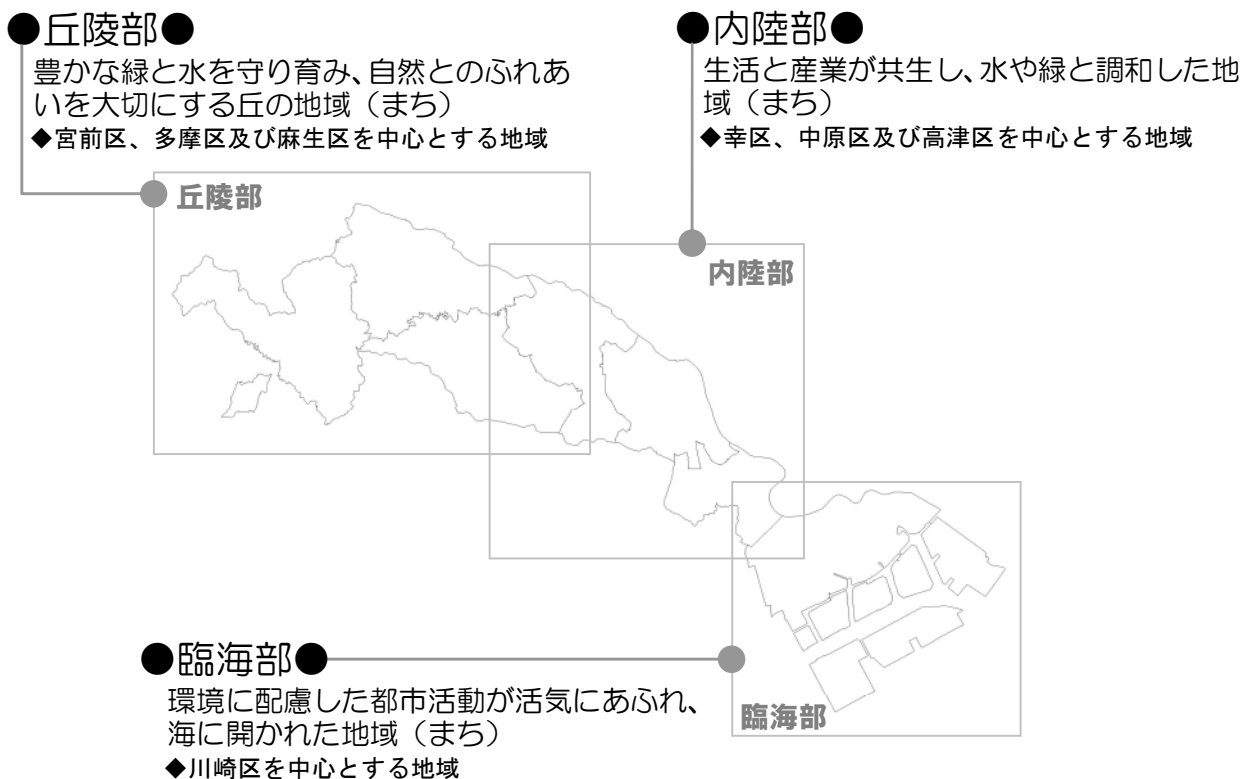 ●丘陵部●
豊かな緑と水を守り育み、自然とのふれあ
いを大切にする丘の地域（まち）
◆宮前区、多摩区及び麻生区を中心とする地域
●内陸部●
生活と産業が共生し、水や緑と調和した地
域（まち）
◆幸区、中原区及び高津区を中心とする地域
丘陵部
内陸部
●臨海部●
環境に配慮した都市活動が活気にあふれ、
海に開かれた地域（まち）
◆川崎区を中心とする地域
臨海部